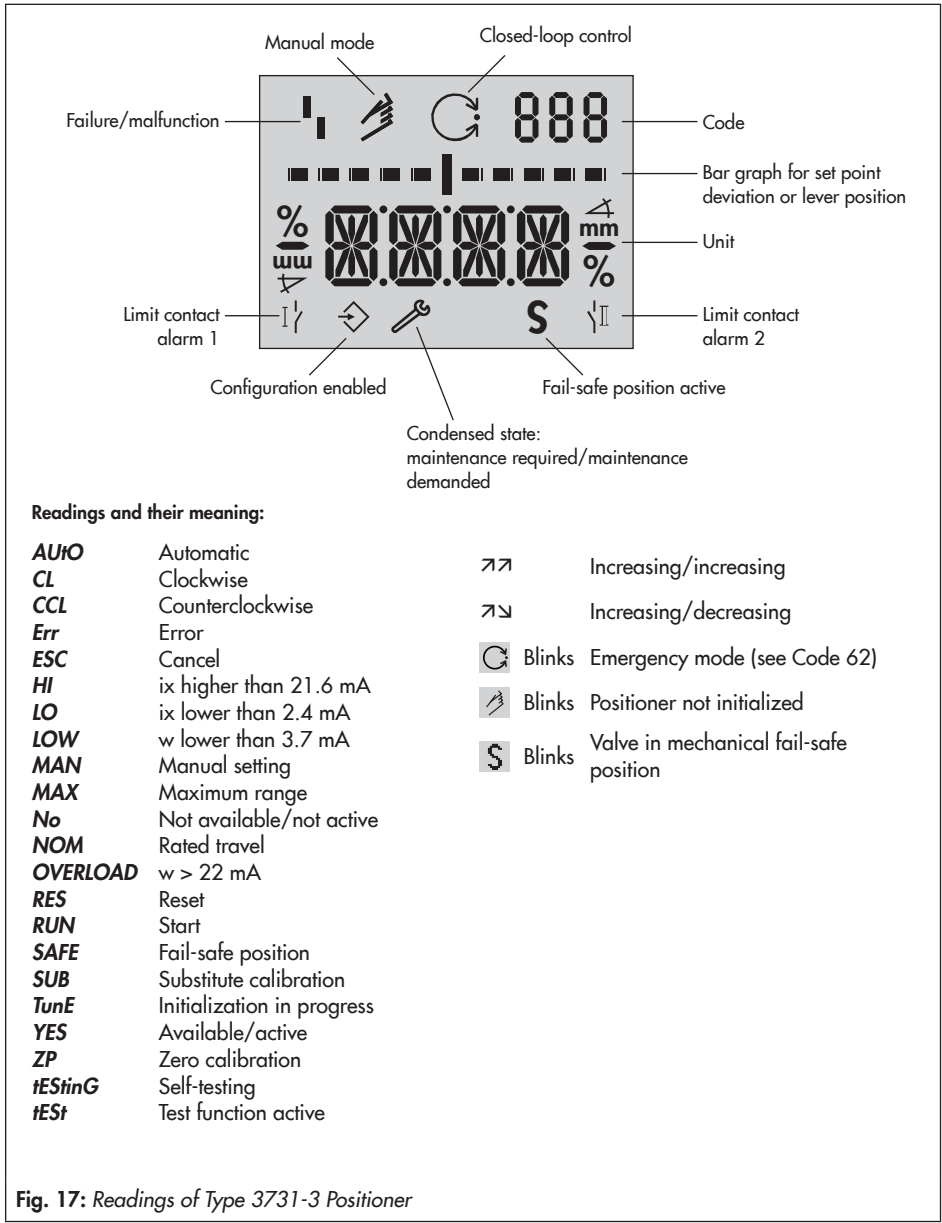 Manual mode
Closed-loop control
Failure/malfunction
888
Code
Bar graph for set point
deviation or lever position
%
mm
mm
Unit
%
Limit contact
alarm 1
I
S
II
Limit contact
alarm 2
Configuration enabled
Fail-safe position active
Condensed state:
maintenance required/maintenance
demanded
Readings and their meaning:
AUtO Automatic
CL Clockwise
CCL Counterclockwise
Err Error
ESC Cancel
HI ix higher than 21.6 mA
LO ix lower than 2.4 mA
LOW w lower than 3.7 mA
MAN Manual setting
MAX Maximum range
No Not available/not active
NOM Rated travel
OVERLOAD w > 22 mA
RES Reset
RUN Start
SAFE Fail-safe position
SUB Substitute calibration
TunE Initialization in progress
YES Available/active
ZP Zero calibration
tEStinG Self-testing
tESt Test function active
↗↗ Increasing/increasing
↗↘ Increasing/decreasing
Blinks Emergency mode (see Code 62)
Blinks Positioner not initialized
S Blinks Valve in mechanical fail-safe
position
Fig. 17: Readings of Type 3731-3 Positioner